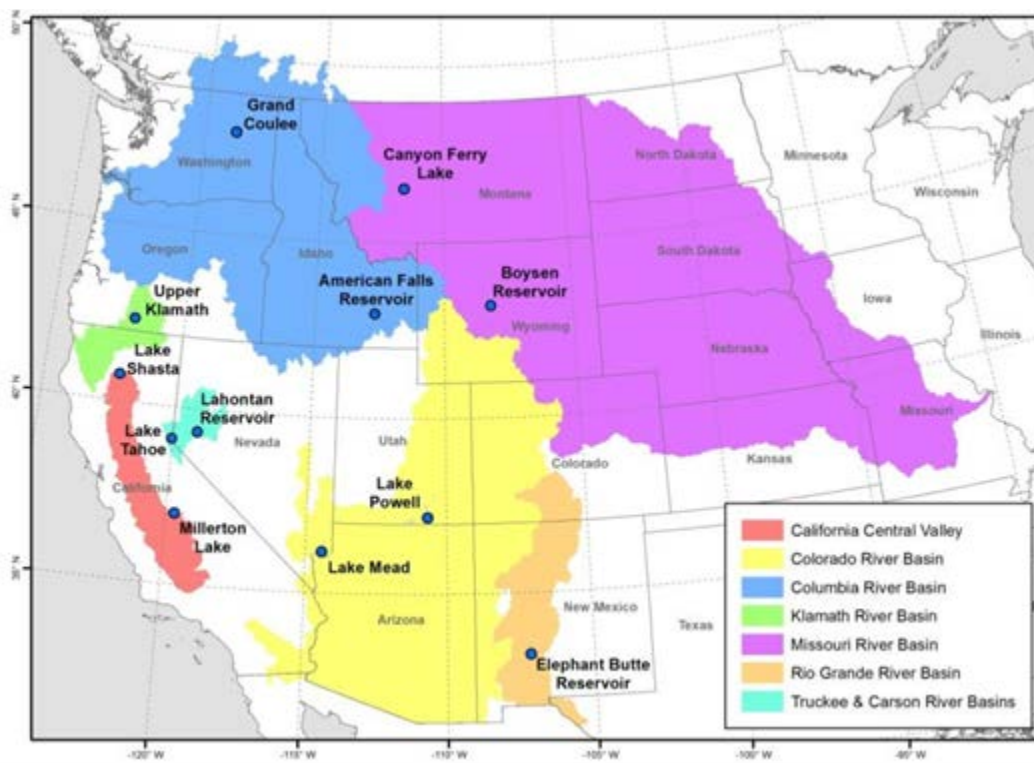 50° N
Grand
Coulee
Washington
Canyon Ferry
Lake
Montana
North Dakota
Minnesota
Wisconsin
45° N
Oregon
Idaho
American Falls
Reservoir
Boysen
Reservoir
Wyoming
South Dakota
Iowa
Illinois
Upper
Klamath
Lake
Shasta
Nebraska
40° N
Lahontan
Reservoir
Lake
Tahoe
Nevada
Utah
Colorado
Kansas
Missouri
California
Lake
Powell
Millerton
Lake
Lake Mead
35° N
Arizona
New Mexico
Texas
Elephant Butte
Reservoir
California Central Valley
Colorado River Basin
Columbia River Basin
Klamath River Basin
Missouri River Basin
Rio Grande River Basin
Truckee & Carson River Basins
-120° W
-115° W
-110° W
-105° W
-100° W